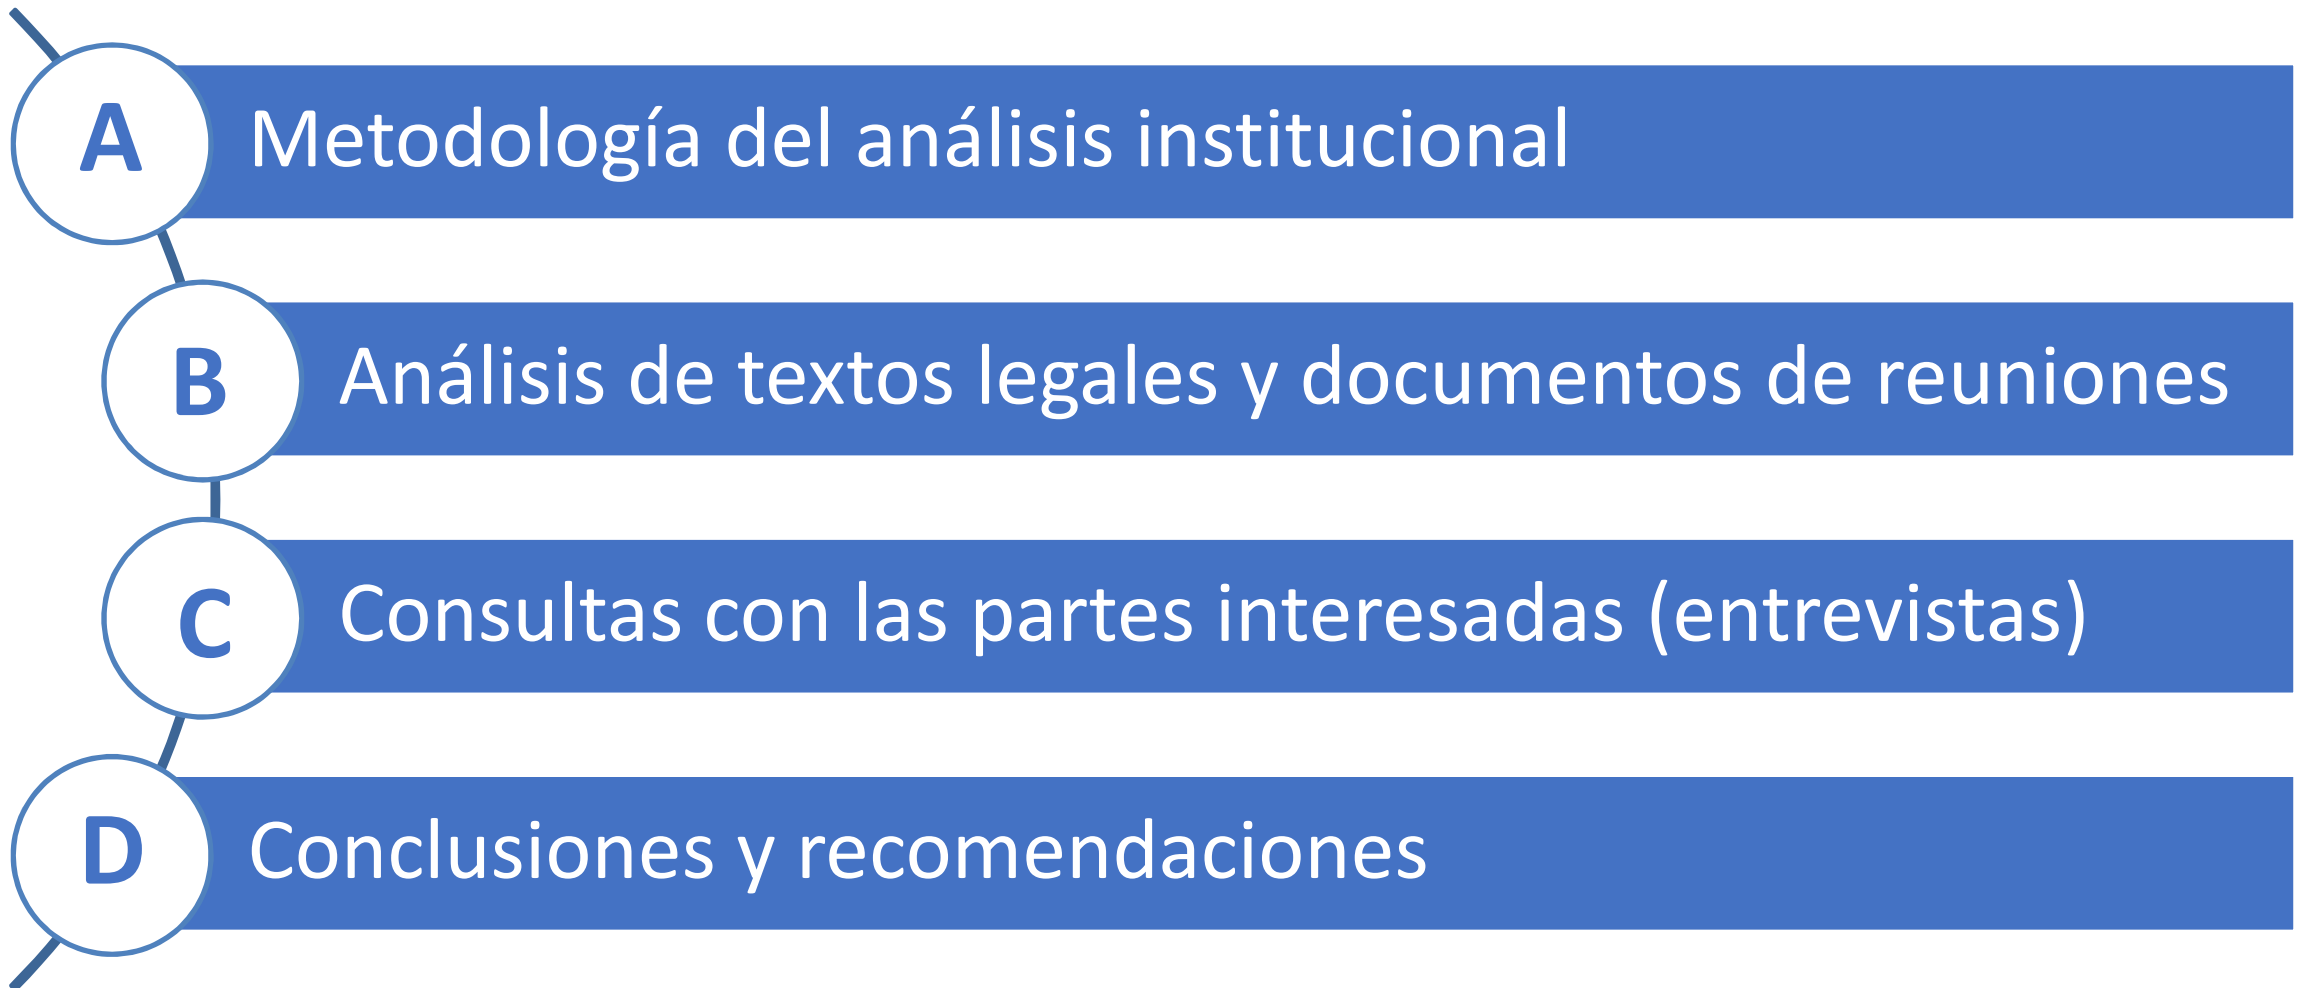 A
Metodología del análisis institucional
B
Análisis de textos legales y documentos de reuniones
C
Consultas con las partes interesadas (entrevistas)
D
Conclusiones y recomendaciones